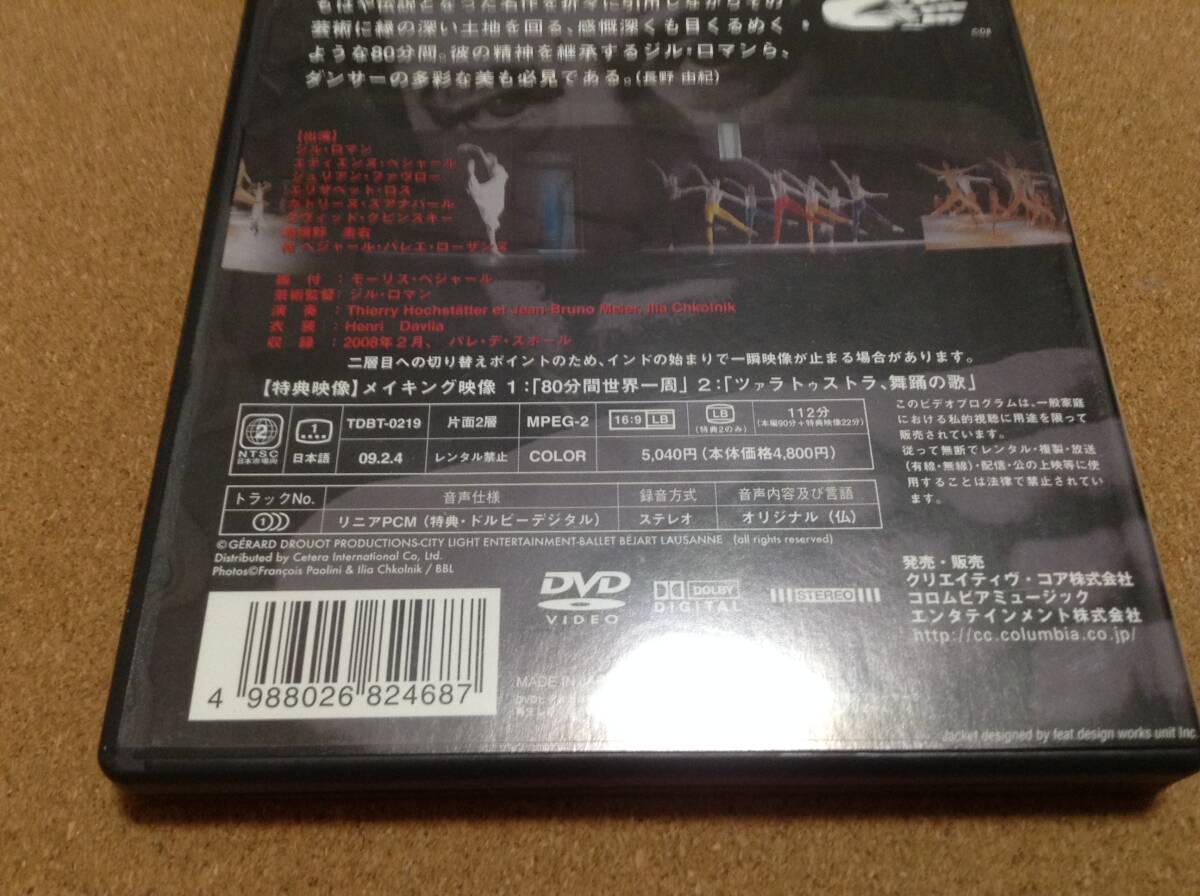 もはや伝説となった名作を折々に引用しながらその
芸術に縁の深い土地を回る、感慨深くも目くるめく
ような80分間。彼の精神を継承するジル・ロマンら、
ダンサーの多彩な美も必見である。(長野 由紀)
【出演】
ジル・ロマン
エティエンヌ・ベジャール
ジュリアン・ファヴロー
エリザベット・ロス
カトリーヌ・ズアナバール
ダヴィッド・クピンスキー
那須野 圭右
他 ベジャール・バレエ・ローザンヌ
振 付 : モーリス・ベジャール
芸術監督: ジル・ロマン
演 奏 : Thierry Hochstätter et Jean-Bruno Meier, Ilia Chkolnik
衣 装 : Henri Davila
収 録 : 2008年2月、 パレ・デ・スポール
二層目への切り替えポイントのため、インドの始まりで一瞬映像が止まる場合があります。
【特典映像】メイキング映像 1:「80分間世界一周」 2:「ツァラトゥストラ、舞踊の歌」
2 NTSC 日本市場向
1 日本語
TDBT-0219 片面2層 MPEG-2 16:9 LB LB (特典2のみ) 112分 (本編90分+特典映像22分)
09.2.4 レンタル禁止 COLOR 5,040円(本体価格4,800円)
トラックNo. 音声仕様 録音方式 音声内容及び言語
1 リニアPCM(特典・ドルビーデジタル) ステレオ オリジナル(仏)
このビデオプログラムは、一般家庭
における私的視聴に用途を限って
販売されています。
従って無断でレンタル・複製・放送
(有線・無線)・配信・公の上映等に使
用することは法律で禁止されてい
ます。
©GÉRARD DROUOT PRODUCTIONS-CITY LIGHT ENTERTAINMENT-BALLET BÉJART LAUSANNE (all rights reserved)
Distributed by Cetera International Co, Ltd.
Photos©François Paolini & Ilia Chkolnik / BBL
DVD VIDEO
DOLBY DIGITAL
STEREO
発売・販売
クリエイティヴ・コア株式会社
コロムビアミュージック
エンタテインメント株式会社
http://cc.columbia.co.jp/
4 988026 824687
MADE IN
Jacket designed by feat.design works unit Inc